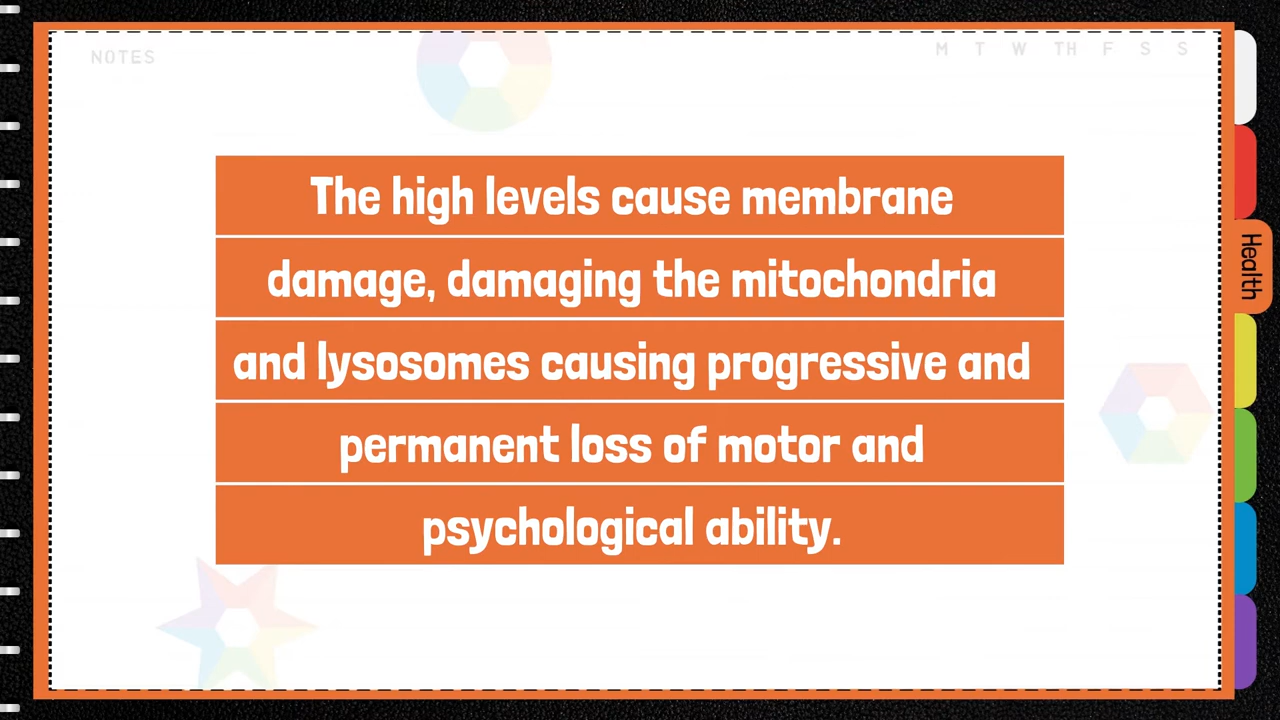 NOTES
M T W TH F S S
The high levels cause membrane
damage, damaging the mitochondria
and lysosomes causing progressive and
permanent loss of motor and
psychological ability.
Health